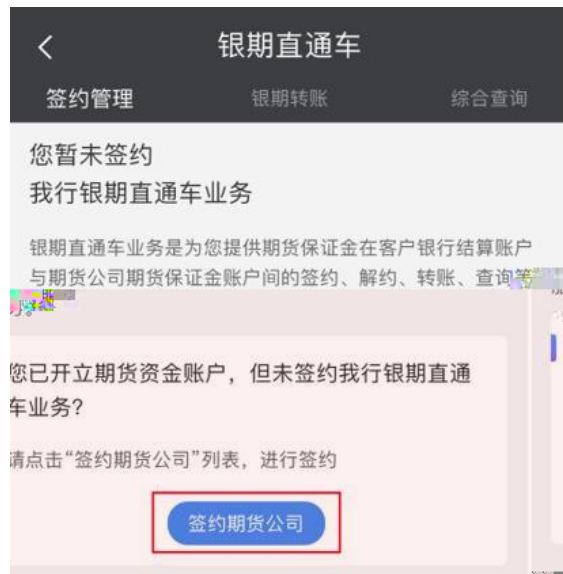 银期直通车
签约管理 银期转账 综合查询
您暂未签约
我行银期直通车业务
银期直通车业务是为您提供期货保证金在客户银行结算账户
与期货公司期货保证金账户间的签约、解约、转账、查询等
您已开立期货资金账户，但未签约我行银期直通
车业务?
请点击“签约期货公司”列表，进行签约
签约期货公司